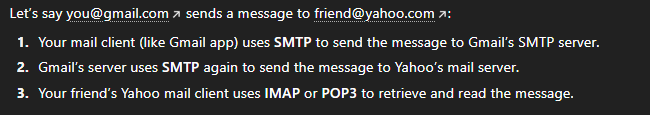 Let's say you@gmail.com ↗ sends a message to friend@yahoo.com ↗:
1. Your mail client (like Gmail app) uses SMTP to send the message to Gmail's SMTP server.
2. Gmail's server uses SMTP again to send the message to Yahoo's mail server.
3. Your friend's Yahoo mail client uses IMAP or POP3 to retrieve and read the message.